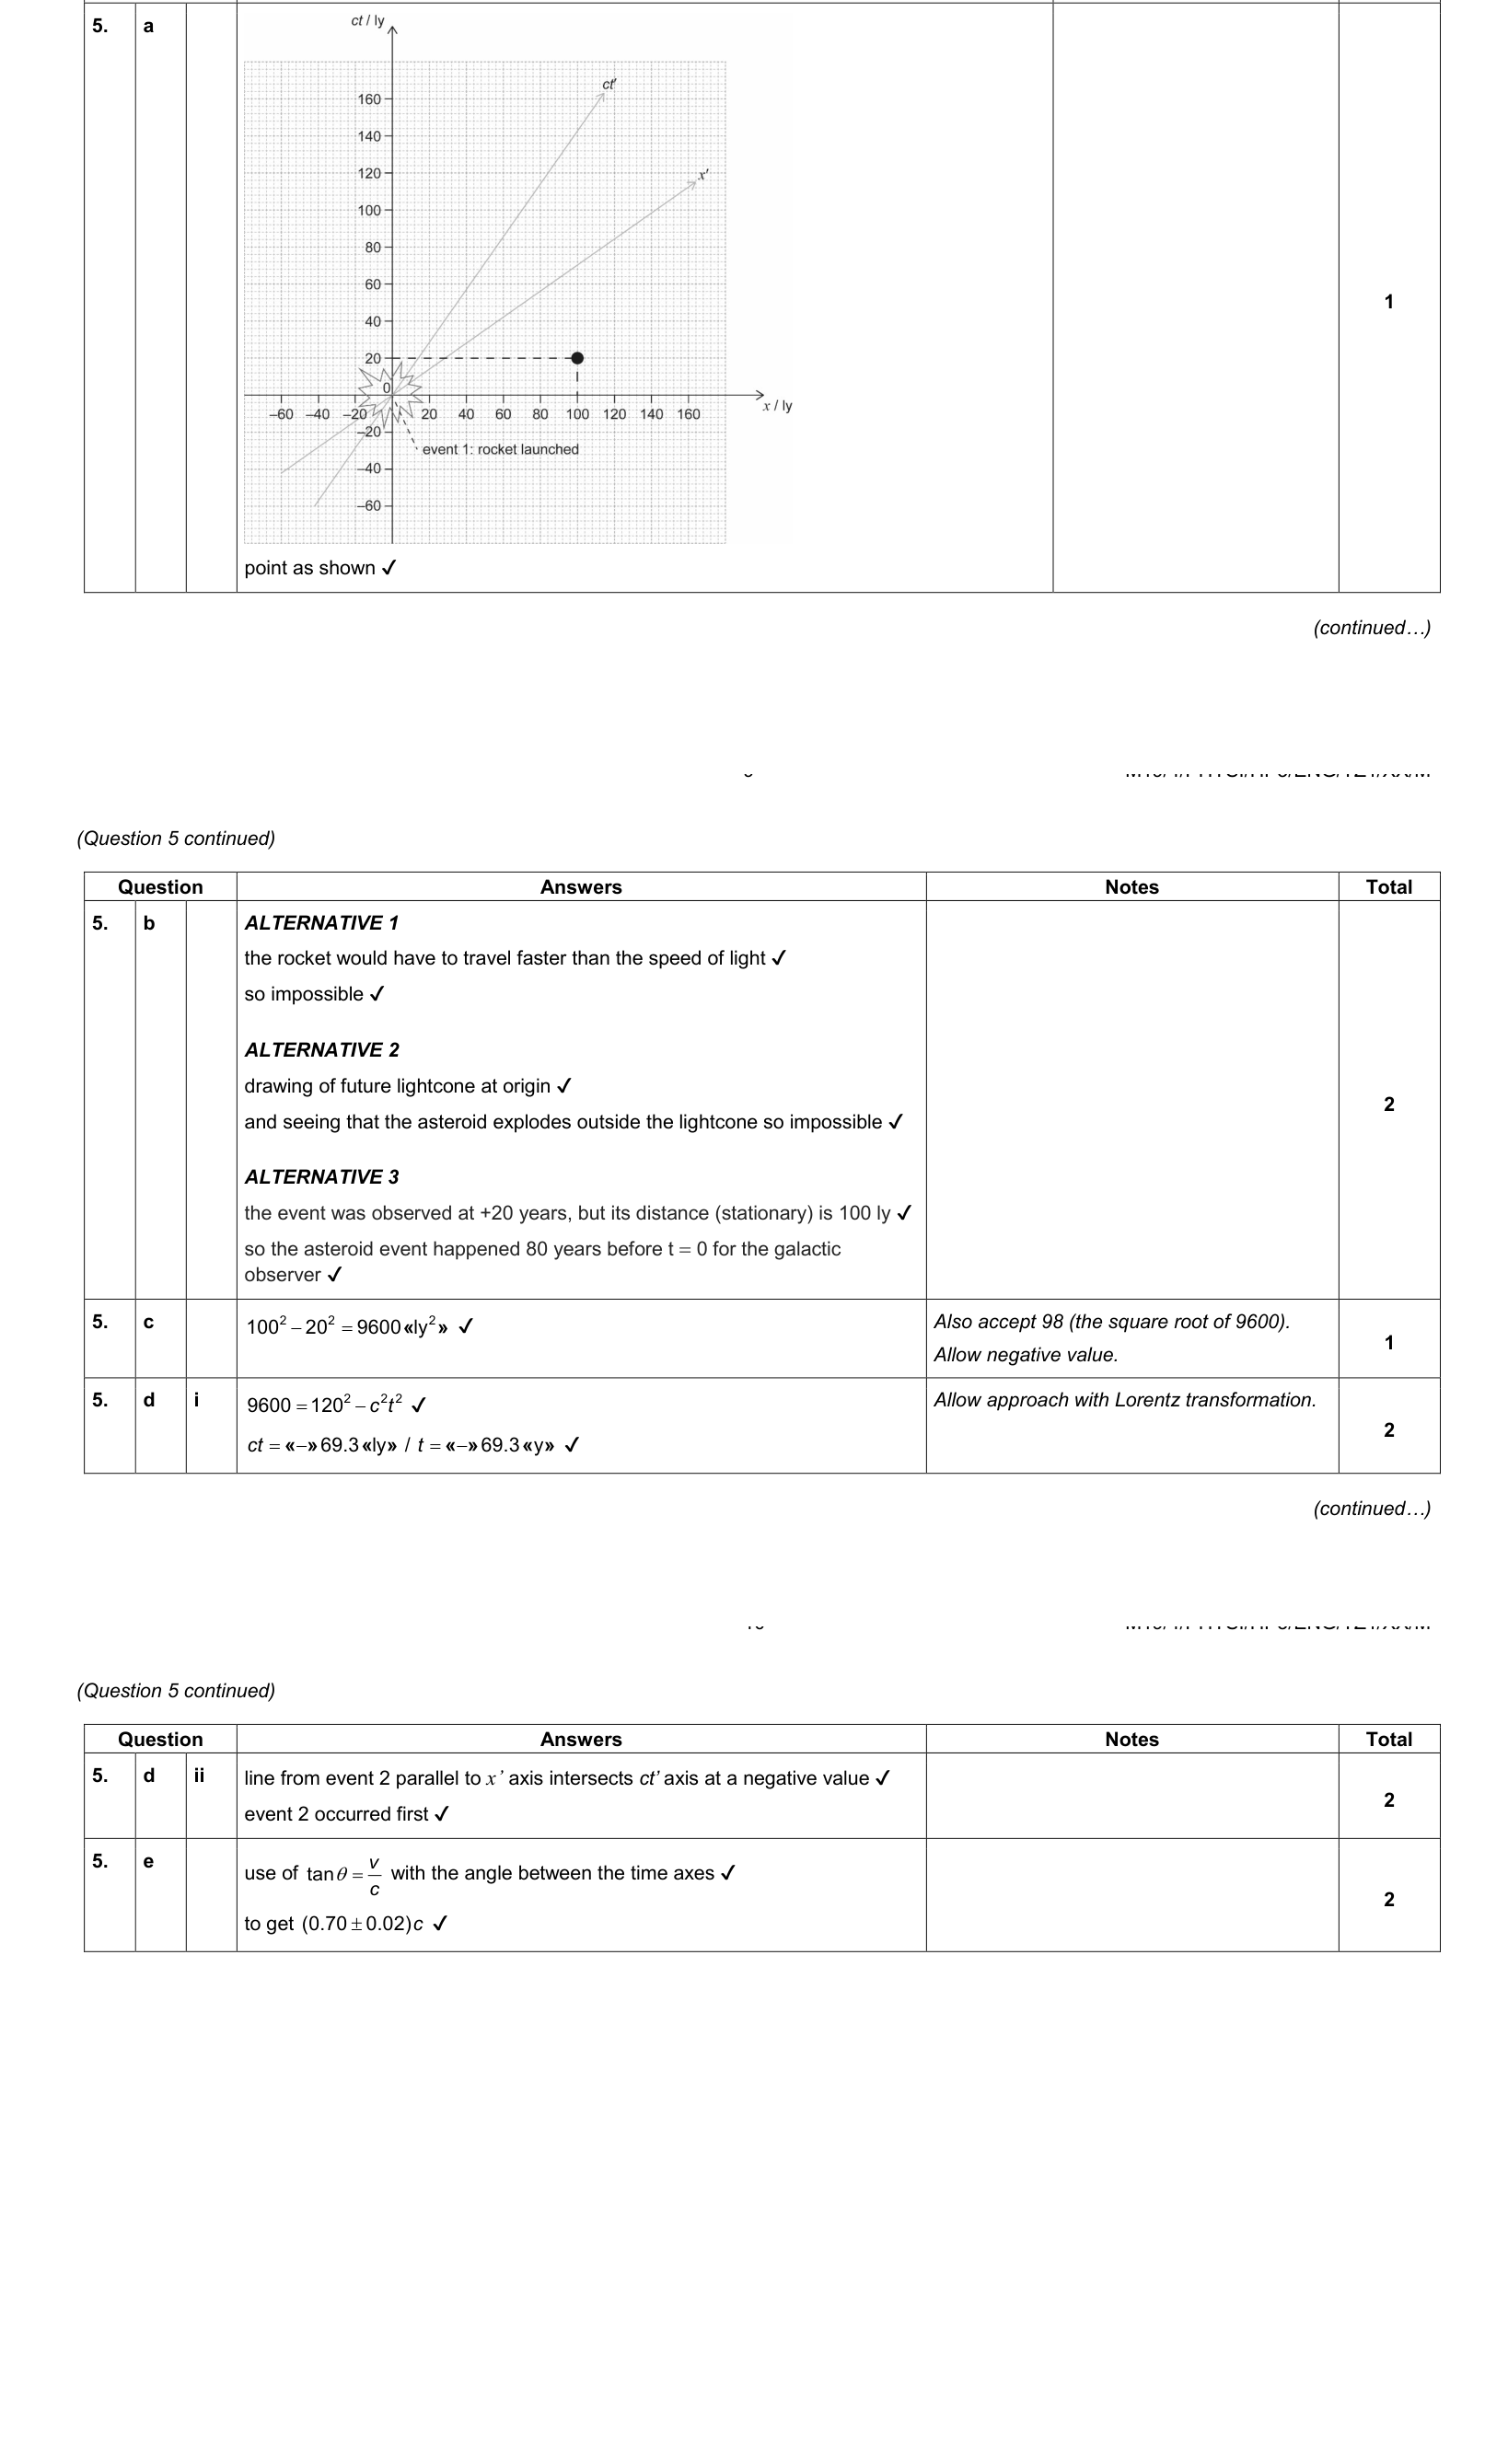 5. a
ct / ly
ct′
160
140
x′
120
100
80
60
40
20
0
–60 –40 –20 20 40 60 80 100 120 140 160
x / ly
–20
event 1: rocket launched
–40
–60
1
point as shown ✓
(continued…)
(Question 5 continued)
Question Answers Notes Total
5. b ALTERNATIVE 1
the rocket would have to travel faster than the speed of light ✓
so impossible ✓
ALTERNATIVE 2
drawing of future lightcone at origin ✓
and seeing that the asteroid explodes outside the lightcone so impossible ✓
2
ALTERNATIVE 3
the event was observed at +20 years, but its distance (stationary) is 100 ly ✓
so the asteroid event happened 80 years before t = 0 for the galactic
observer ✓
5. c 100² – 20² = 9600 «ly²» ✓ Also accept 98 (the square root of 9600).
Allow negative value.
1
5. d i 9600 = 120² – c²t² ✓ Allow approach with Lorentz transformation.
ct = «–» 69.3 «ly» / t = «–» 69.3 «y» ✓
2
(continued…)
(Question 5 continued)
Question Answers Notes Total
5. d ii line from event 2 parallel to x’ axis intersects ct’ axis at a negative value ✓
event 2 occurred first ✓
2
5. e use of tan θ = v/c with the angle between the time axes ✓
to get (0.70 ± 0.02)c ✓
2